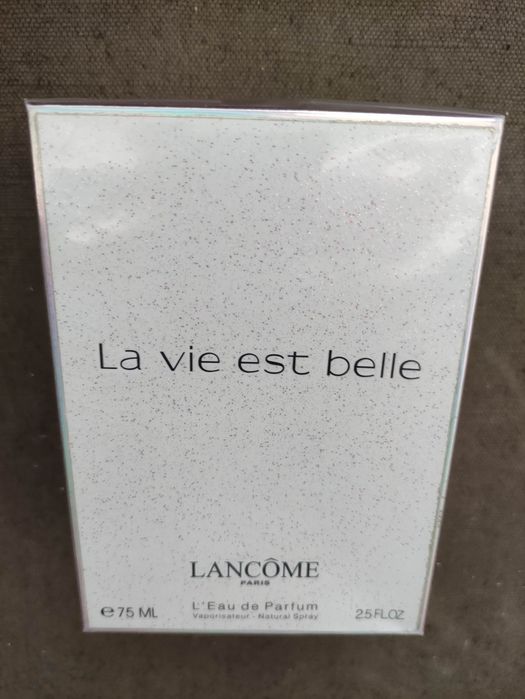 La vie est belle
LANCÔME
PARIS
℮75 ML L'Eau de Parfum 2.5 FL.OZ
Vaporisateur - Natural Spray